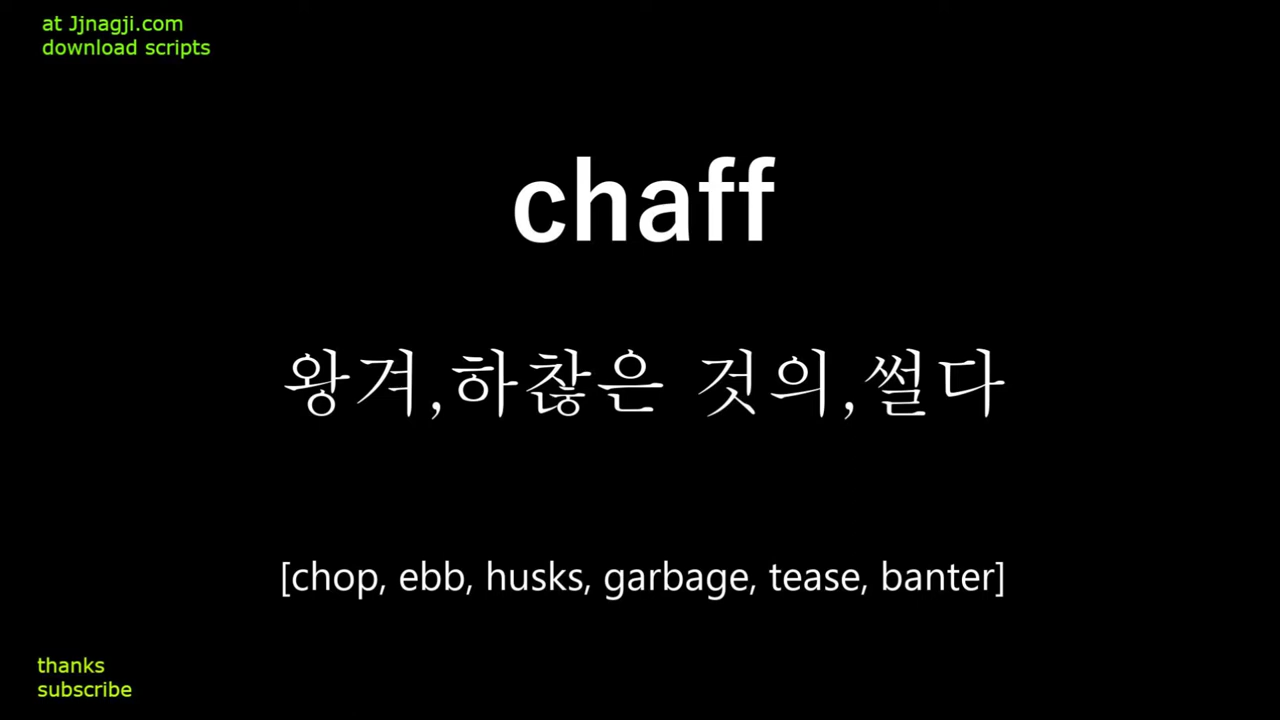 at Jjnagji.com
download scripts
chaff
왕겨,하찮은 것의,썰다
[chop, ebb, husks, garbage, tease, banter]
thanks
subscribe